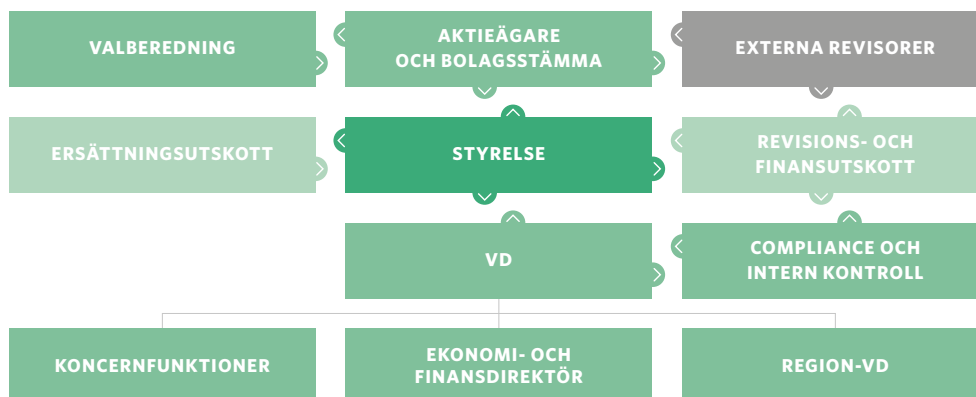 VALBEREDNING
AKTIEÄGARE
OCH BOLAGSSTÄMMA
EXTERNA REVISORER
ERSÄTTNINGSUTSKOTT
STYRELSE
REVISIONS- OCH
FINANSUTSKOTT
VD
COMPLIANCE OCH
INTERN KONTROLL
KONCERNFUNKTIONER
EKONOMI- OCH
FINANSDIREKTÖR
REGION-VD